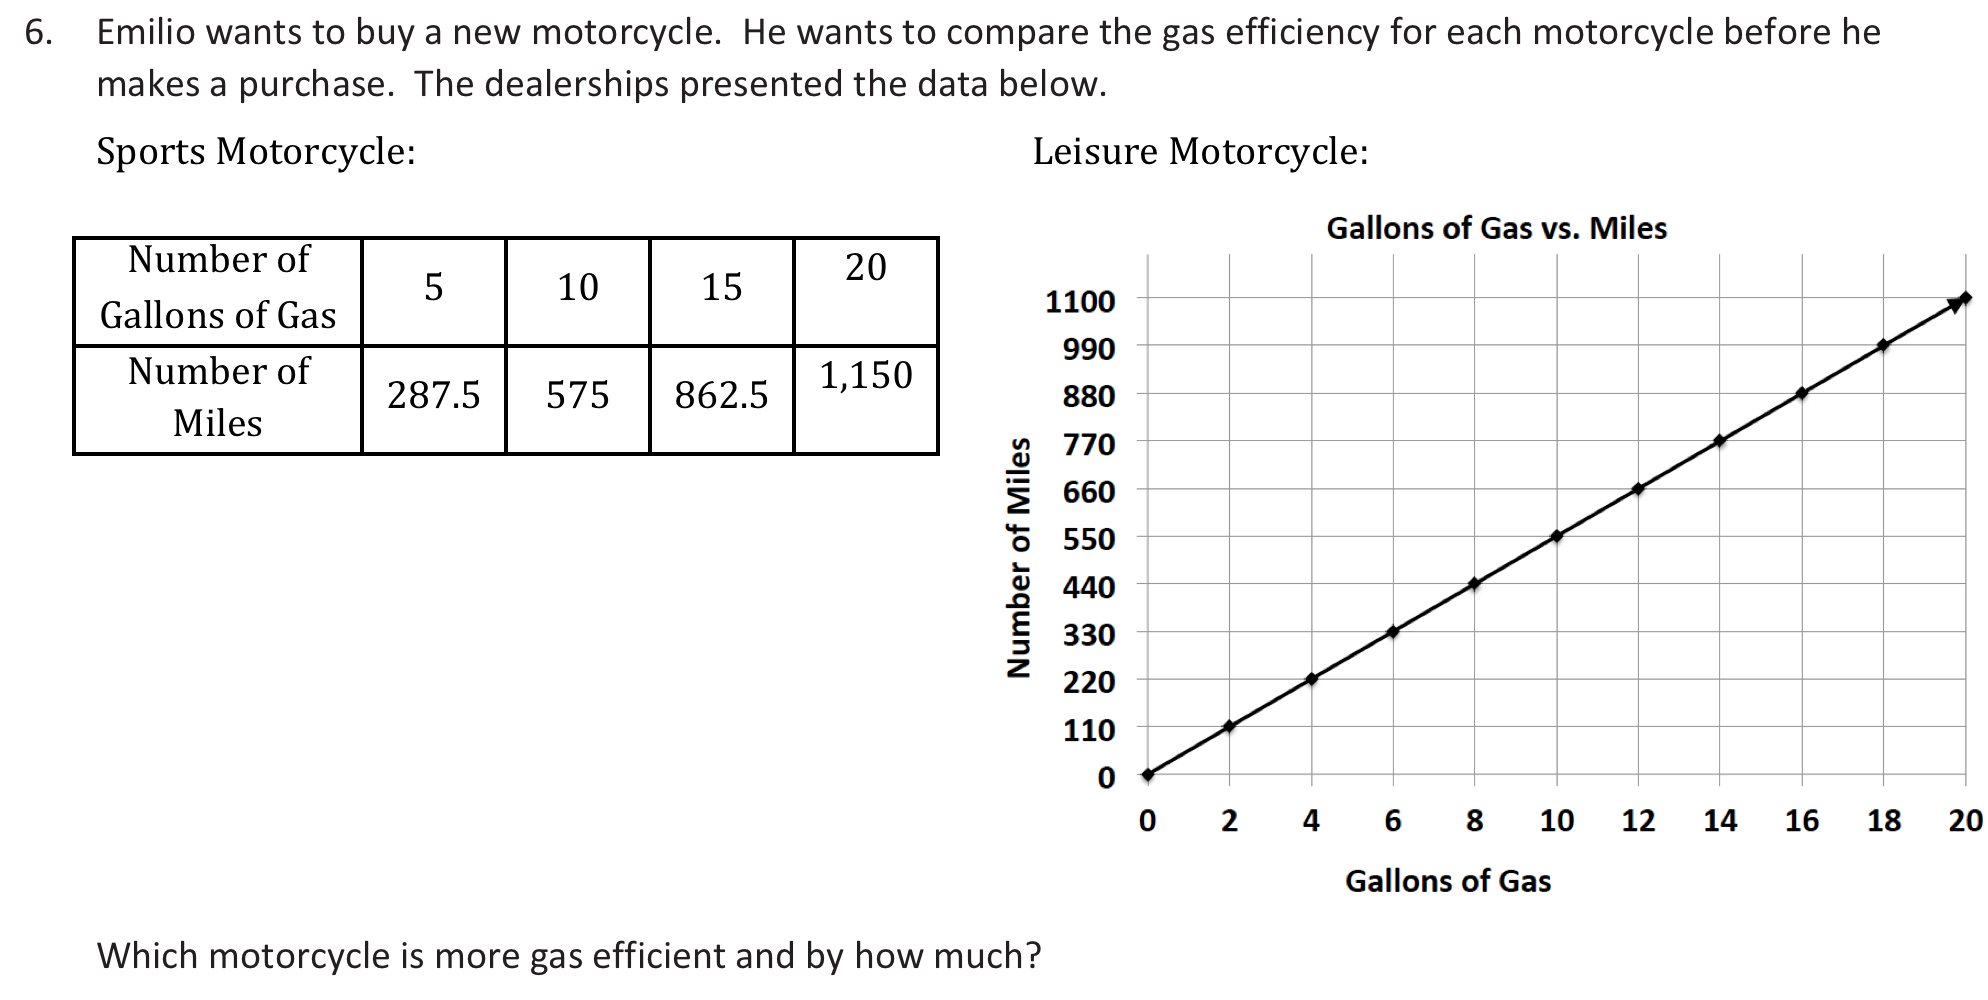 6. Emilio wants to buy a new motorcycle. He wants to compare the gas efficiency for each motorcycle before he
makes a purchase. The dealerships presented the data below.
Sports Motorcycle:
Number of
Gallons of Gas
5
10
15
20
Number of
Miles
287.5
575
862.5
1,150
Leisure Motorcycle:
Gallons of Gas vs. Miles
Number of Miles
1100
990
880
770
660
550
440
330
220
110
0
0 2 4 6 8 10 12 14 16 18 20
Gallons of Gas
Which motorcycle is more gas efficient and by how much?